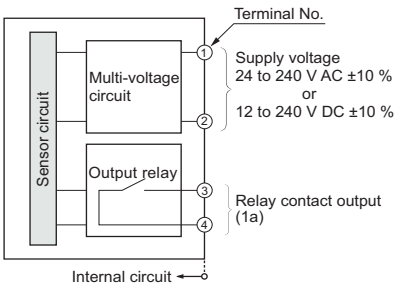 Terminal No.
1
Multi-voltage
circuit
Supply voltage
24 to 240 V AC ±10 %
or
12 to 240 V DC ±10 %
2
Sensor circuit
Output relay
3
Relay contact output
(1a)
4
Internal circuit